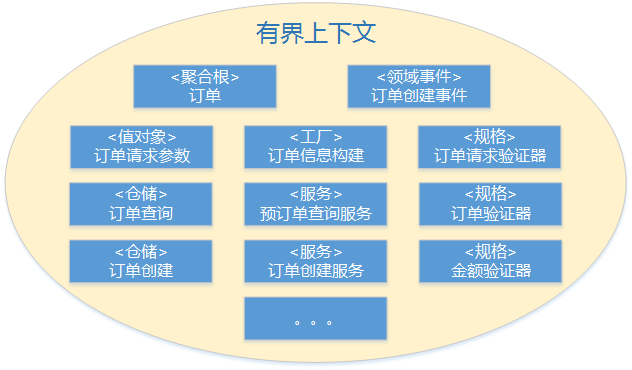 有界上下文
<聚合根>
订单
<领域事件>
订单创建事件
<值对象>
订单请求参数
<工厂>
订单信息构建
<规格>
订单请求验证器
<仓储>
订单查询
<服务>
预订单查询服务
<规格>
订单验证器
<仓储>
订单创建
<服务>
订单创建服务
<规格>
金额验证器
。。。